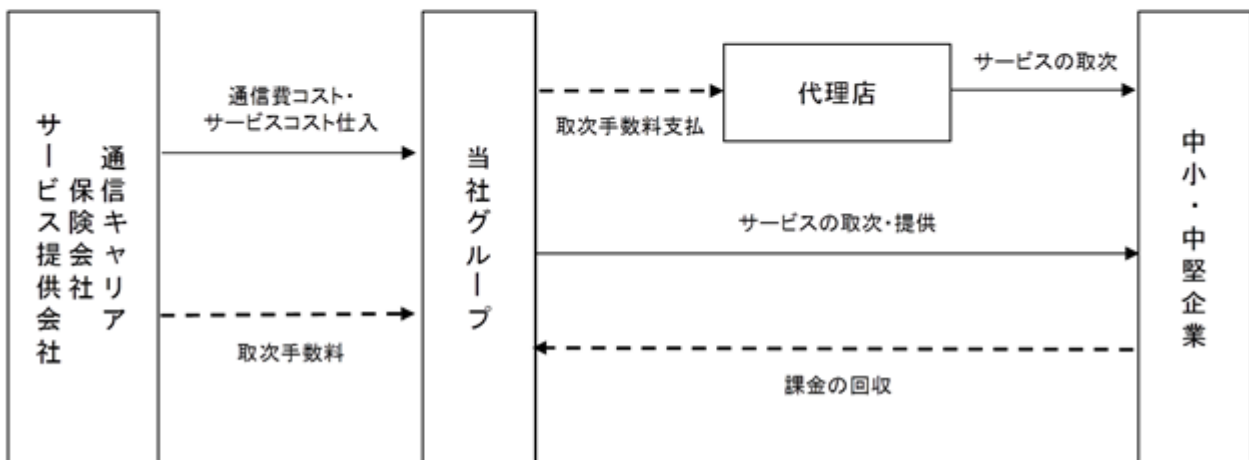 通信キャリア
保険会社
サービス提供会社
通信費コスト・
サービスコスト仕入
取次手数料
当社グループ
取次手数料支払
代理店
サービスの取次
サービスの取次・提供
課金の回収
中小・中堅企業